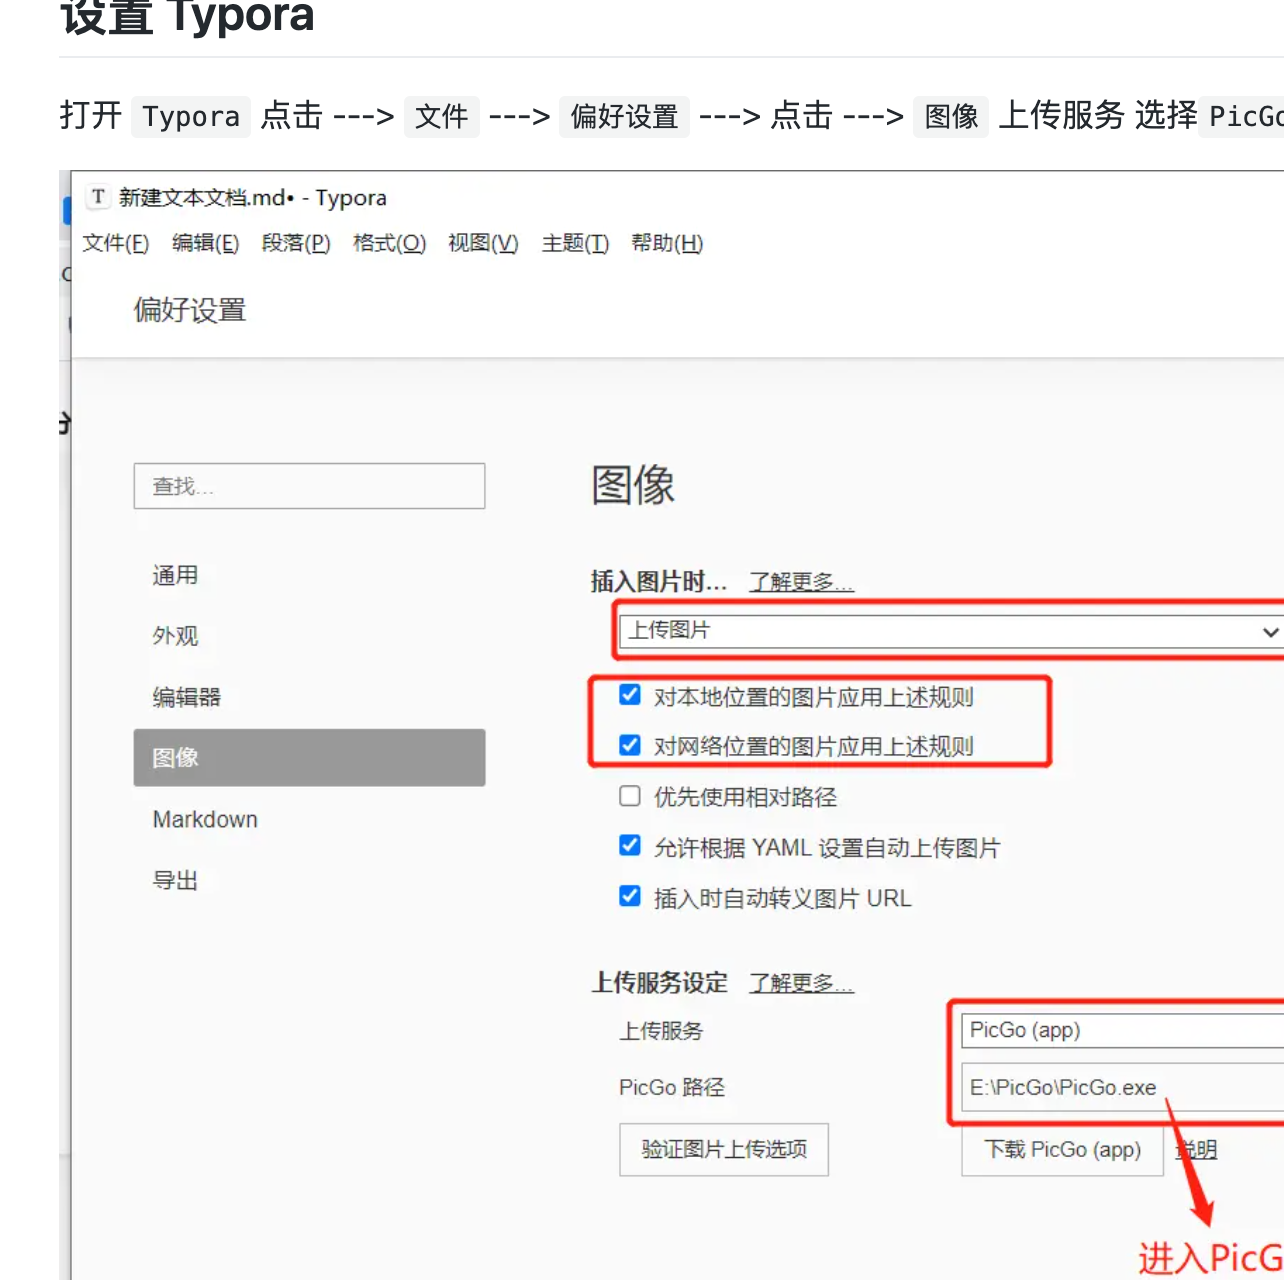 设置 Typora
打开 Typora 点击 ---> 文件 ---> 偏好设置 ---> 点击 ---> 图像 上传服务 选择 PicGo
新建文本文档.md• - Typora
文件(F) 编辑(E) 段落(P) 格式(O) 视图(V) 主题(T) 帮助(H)
偏好设置
查找...
通用
外观
编辑器
图像
Markdown
导出
图像
插入图片时... 了解更多...
上传图片
对本地位置的图片应用上述规则
对网络位置的图片应用上述规则
优先使用相对路径
允许根据 YAML 设置自动上传图片
插入时自动转义图片 URL
上传服务设定 了解更多...
上传服务
PicGo (app)
PicGo 路径
E:\PicGo\PicGo.exe
验证图片上传选项
下载 PicGo (app) 说明
进入PicG